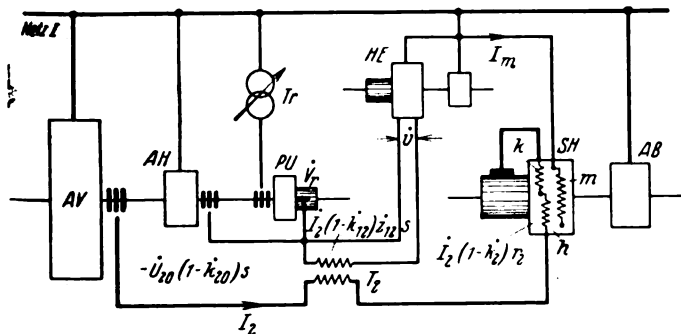 Netz I
HE
I_m
Tr
U̇
k
SH
AH
PU
V̇_r
m
AB
AV
İ_2(1-k̇_12)i̇_12 s
İ_2(1-k̇_2)r_2
h
-U̇_20(1-k̇_20)s
T_2
I_2